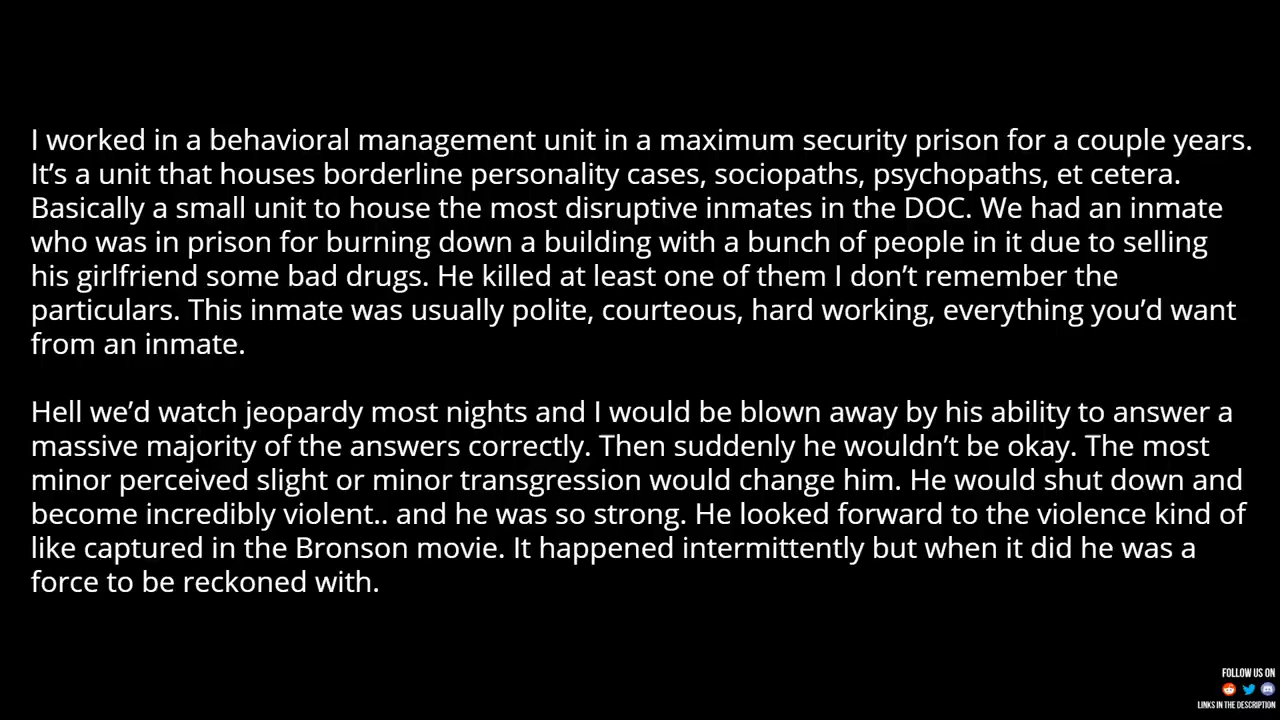 I worked in a behavioral management unit in a maximum security prison for a couple years.
It’s a unit that houses borderline personality cases, sociopaths, psychopaths, et cetera.
Basically a small unit to house the most disruptive inmates in the DOC. We had an inmate
who was in prison for burning down a building with a bunch of people in it due to selling
his girlfriend some bad drugs. He killed at least one of them I don’t remember the
particulars. This inmate was usually polite, courteous, hard working, everything you’d want
from an inmate.
Hell we’d watch jeopardy most nights and I would be blown away by his ability to answer a
massive majority of the answers correctly. Then suddenly he wouldn’t be okay. The most
minor perceived slight or minor transgression would change him. He would shut down and
become incredibly violent.. and he was so strong. He looked forward to the violence kind of
like captured in the Bronson movie. It happened intermittently but when it did he was a
force to be reckoned with.
FOLLOW US ON
LINKS IN THE DESCRIPTION